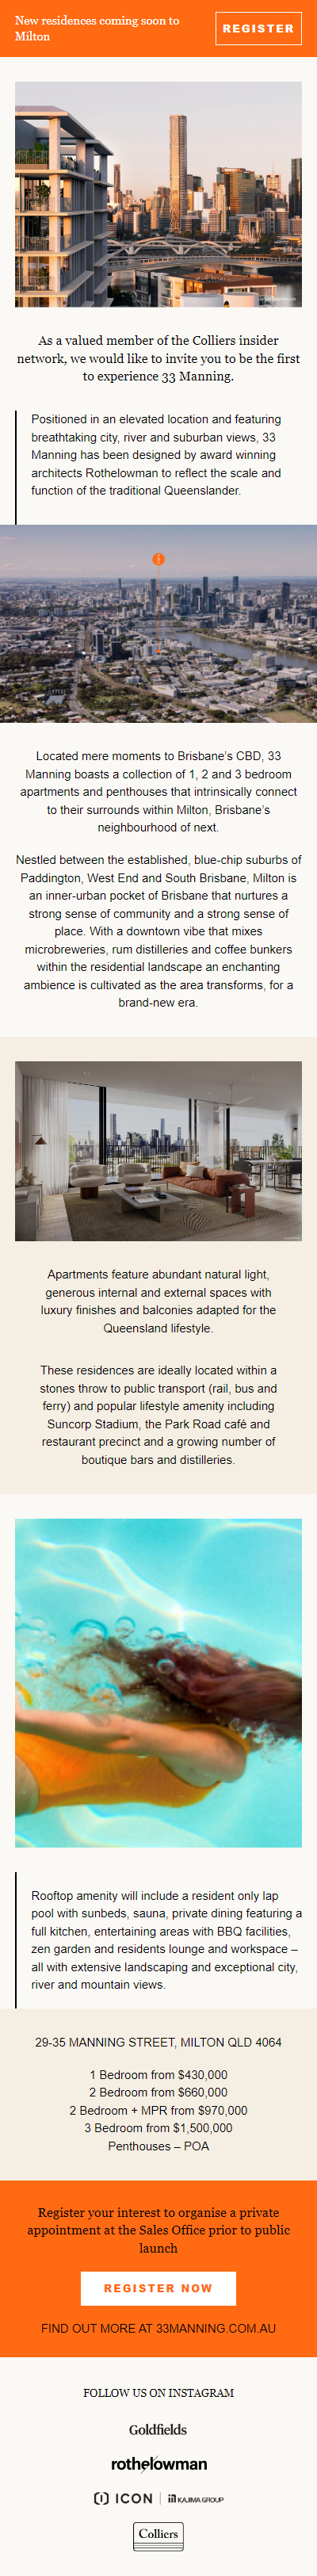 New residences coming soon to
Milton
REGISTER
As a valued member of the Colliers insider
network, we would like to invite you to be the first
to experience 33 Manning.
Positioned in an elevated location and featuring
breathtaking city, river and suburban views, 33
Manning has been designed by award winning
architects Rothelowman to reflect the scale and
function of the traditional Queenslander.
Located mere moments to Brisbane's CBD, 33
Manning boasts a collection of 1, 2 and 3 bedroom
apartments and penthouses that intrinsically connect
to their surrounds within Milton, Brisbane's
neighbourhood of next.
Nestled between the established, blue-chip suburbs of
Paddington, West End and South Brisbane, Milton is
an inner-urban pocket of Brisbane that nurtures a
strong sense of community and a strong sense of
place. With a downtown vibe that mixes
microbreweries, rum distilleries and coffee bunkers
within the residential landscape an enchanting
ambience is cultivated as the area transforms, for a
brand-new era.
Apartments feature abundant natural light,
generous internal and external spaces with
luxury finishes and balconies adapted for the
Queensland lifestyle.
These residences are ideally located within a
stones throw to public transport (rail, bus and
ferry) and popular lifestyle amenity including
Suncorp Stadium, the Park Road café and
restaurant precinct and a growing number of
boutique bars and distilleries.
Rooftop amenity will include a resident only lap
pool with sunbeds, sauna, private dining featuring a
full kitchen, entertaining areas with BBQ facilities,
zen garden and residents lounge and workspace –
all with extensive landscaping and exceptional city,
river and mountain views.
29-35 MANNING STREET, MILTON QLD 4064
1 Bedroom from $430,000
2 Bedroom from $660,000
2 Bedroom + MPR from $970,000
3 Bedroom from $1,500,000
Penthouses – POA
Register your interest to organise a private
appointment at the Sales Office prior to public
launch
REGISTER NOW
FIND OUT MORE AT 33MANNING.COM.AU
FOLLOW US ON INSTAGRAM
Goldfields
rothelowman
ICON | KAJIMA GROUP
Colliers